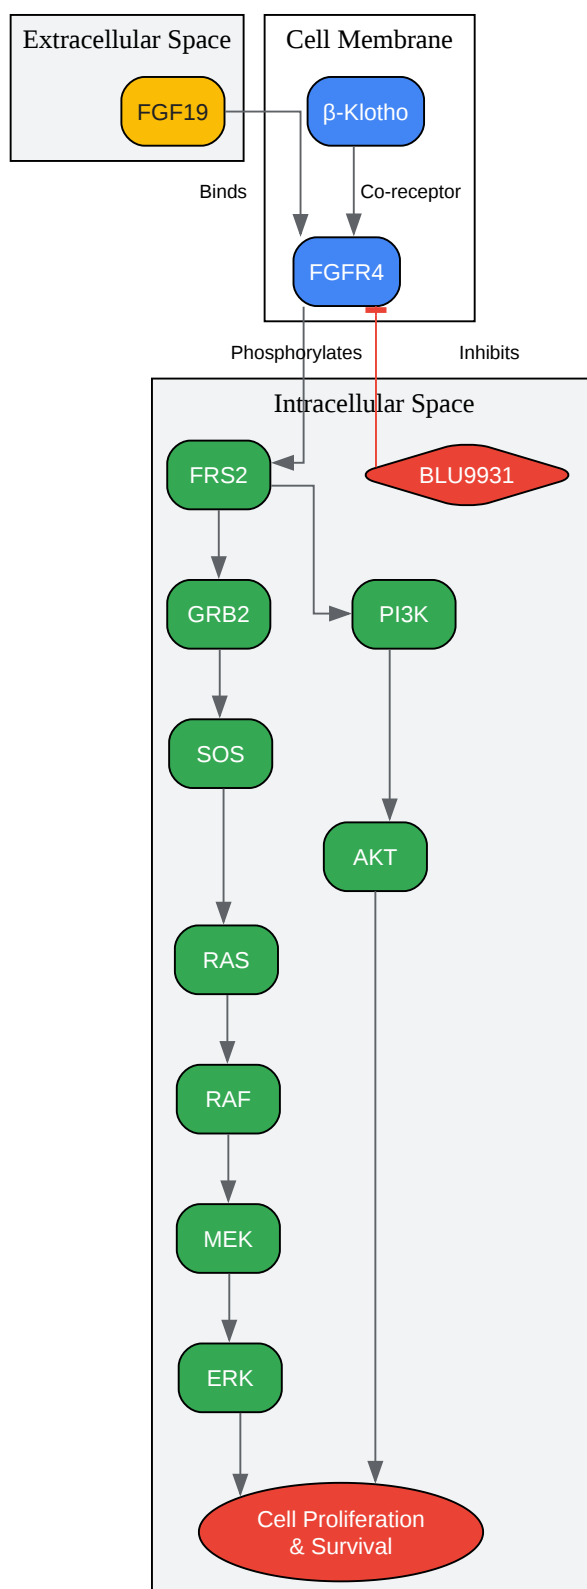 Extracellular Space
Cell Membrane
FGF19
β-Klotho
Binds
Co-receptor
FGFR4
Phosphorylates
Inhibits
Intracellular Space
FRS2
BLU9931
GRB2
PI3K
SOS
AKT
RAS
RAF
MEK
ERK
Cell Proliferation
& Survival